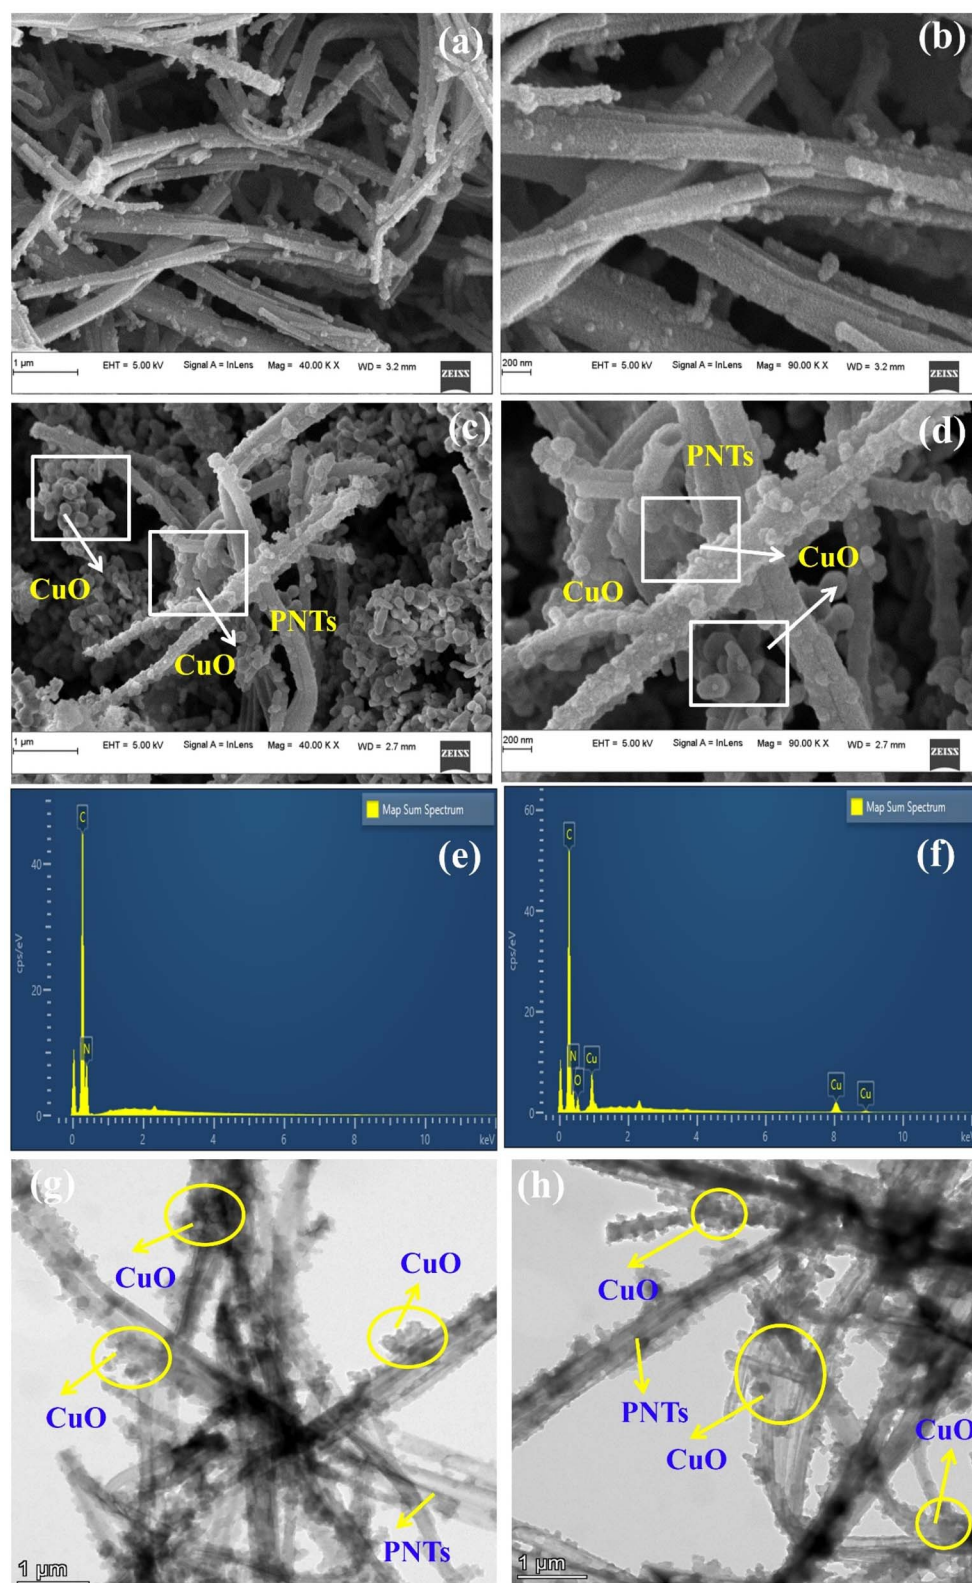 (a)
1 µm EHT = 5.00 kV Signal A = InLens Mag = 40.00 K X WD = 3.2 mm ZEISS
(b)
200 nm EHT = 5.00 kV Signal A = InLens Mag = 90.00 K X WD = 3.2 mm ZEISS
(c)
CuO
PNTs
CuO
1 µm EHT = 5.00 kV Signal A = InLens Mag = 40.00 K X WD = 2.7 mm ZEISS
(d)
PNTs
CuO
CuO
200 nm EHT = 5.00 kV Signal A = InLens Mag = 90.00 K X WD = 2.7 mm ZEISS
Map Sum Spectrum
(e)
C
N
cps/eV
40
20
0
0 2 4 6 8 10 keV
Map Sum Spectrum
(f)
C
N
O
Cu
Cu
Cu
cps/eV
60
40
20
0
0 2 4 6 8 10 keV
(g)
CuO
CuO
CuO
PNTs
1 µm
(h)
CuO
PNTs
CuO
CuO
1 µm